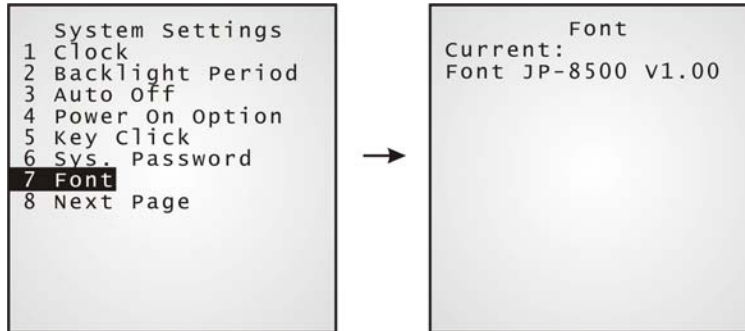 System Settings
1 Clock
2 Backlight Period
3 Auto Off
4 Power On Option
5 Key Click
6 Sys. Password
7 Font
8 Next Page
Font
Current:
Font JP-8500 V1.00